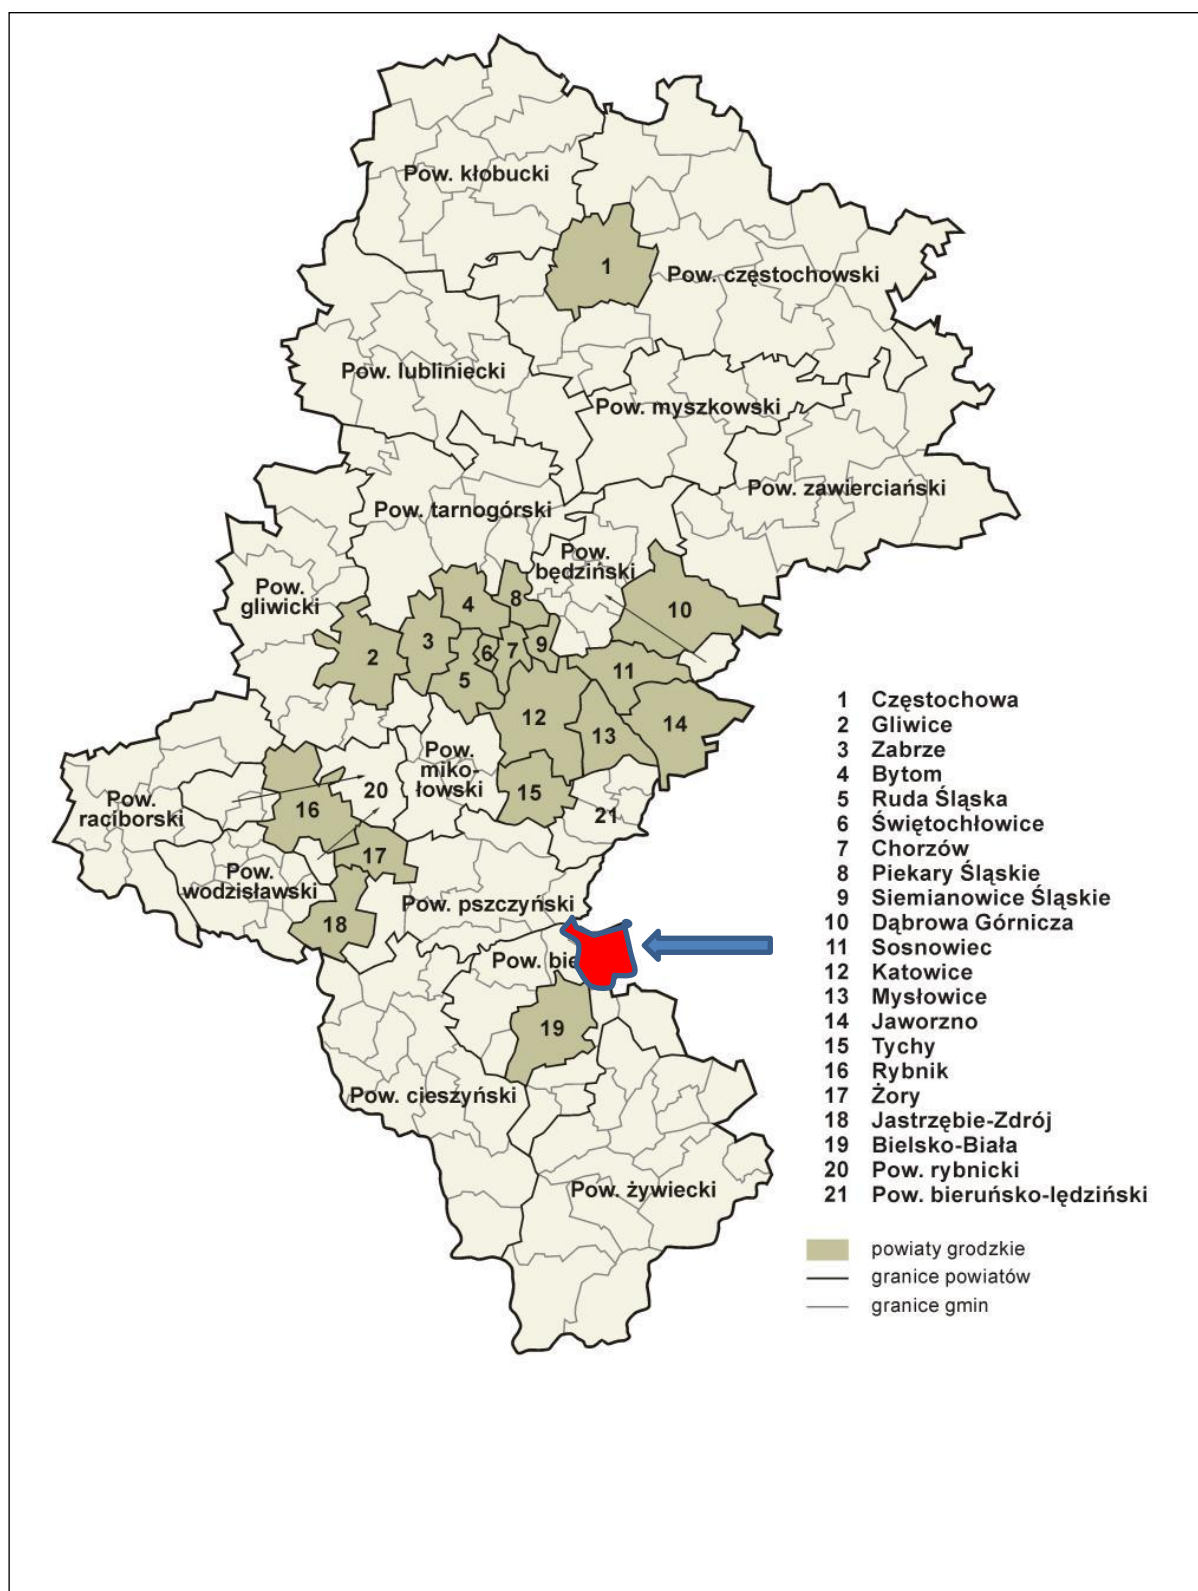 Pow. kłobucki
1
Pow. częstochowski
Pow. lubliniecki
Pow. myszkowski
Pow. zawierciański
Pow. tarnogórski
Pow.
będziński
Pow.
gliwicki
8
4
10
3
9
7
6
2
11
5
12
14
13
Pow.
miko-
łowski
20
15
Pow.
raciborski
16
21
17
Pow.
wodzisławski
Pow. pszczyński
18
Pow. bie
19
Pow. cieszyński
Pow. żywiecki
1 Częstochowa
2 Gliwice
3 Zabrze
4 Bytom
5 Ruda Śląska
6 Świętochłowice
7 Chorzów
8 Piekary Śląskie
9 Siemianowice Śląskie
10 Dąbrowa Górnicza
11 Sosnowiec
12 Katowice
13 Mysłowice
14 Jaworzno
15 Tychy
16 Rybnik
17 Żory
18 Jastrzębie-Zdrój
19 Bielsko-Biała
20 Pow. rybnicki
21 Pow. bieruńsko-lędziński
powiaty grodzkie
granice powiatów
granice gmin